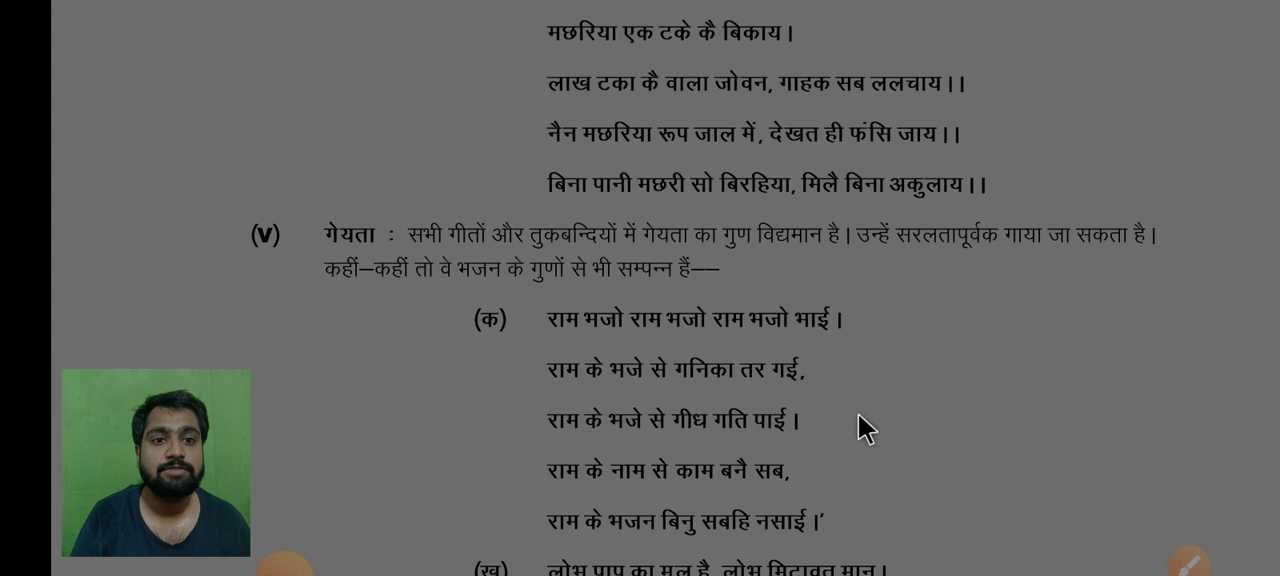 मछरिया एक टके कै बिकाय।
लाख टका कै वाला जोवन, गाहक सब ललचाय।।
नैन मछरिया रूप जाल में, देखत ही फंसि जाय।।
बिना पानी मछरी सो बिरहिया, मिलै बिना अकुलाय।।
(v) गेयता : सभी गीतों और तुकबन्दियों में गेयता का गुण विद्यमान है। उन्हें सरलतापूर्वक गाया जा सकता है।
कहीं–कहीं तो वे भजन के गुणों से भी सम्पन्न हैं——
(क) राम भजो राम भजो राम भजो भाई।
राम के भजे से गनिका तर गई,
राम के भजे से गीध गति पाई।
राम के नाम से काम बनै सब,
राम के भजन बिनु सबहि नसाई।’
(ख) लोभ पाप का मूल है, लोभ मिटावत मान।